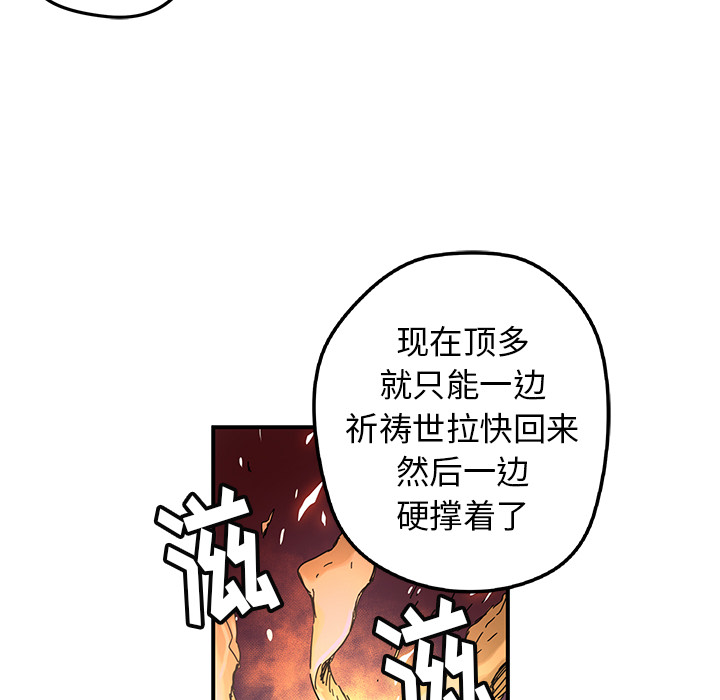 现在顶多
就只能一边
祈祷世拉快回来
然后一边
硬撑着了
滋
滋